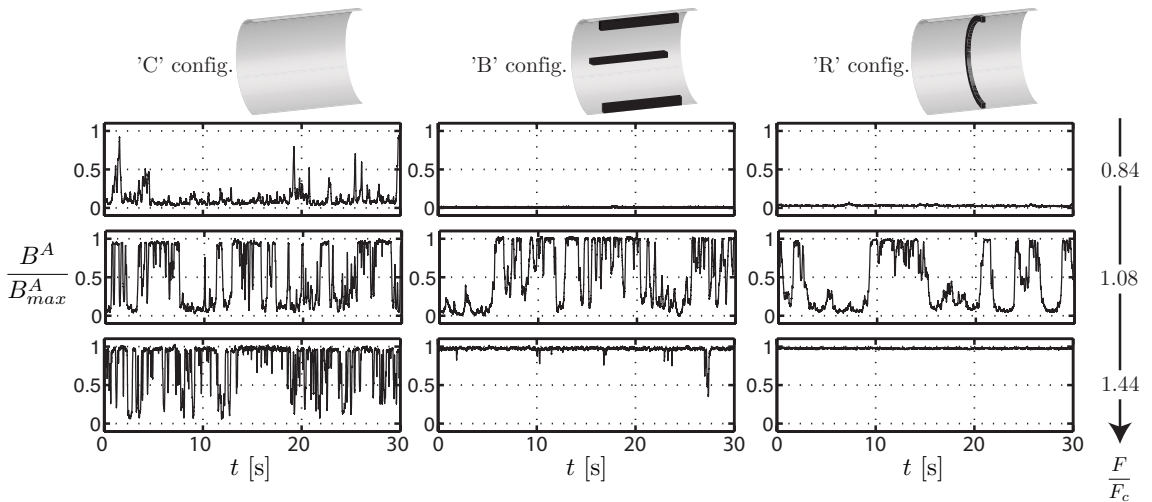 'C' config. 'B' config. 'R' config.
1 1 1
0.5 0.5 0.5 0.84
0 0 0
1 1 1
B^A / B^A_max 0.5 0.5 0.5 1.08
0 0 0
1 1 1
0.5 0.5 0.5 1.44
0 0 0
0 10 20 30 0 10 20 30 0 10 20 30
t [s] t [s] t [s] F / F_c